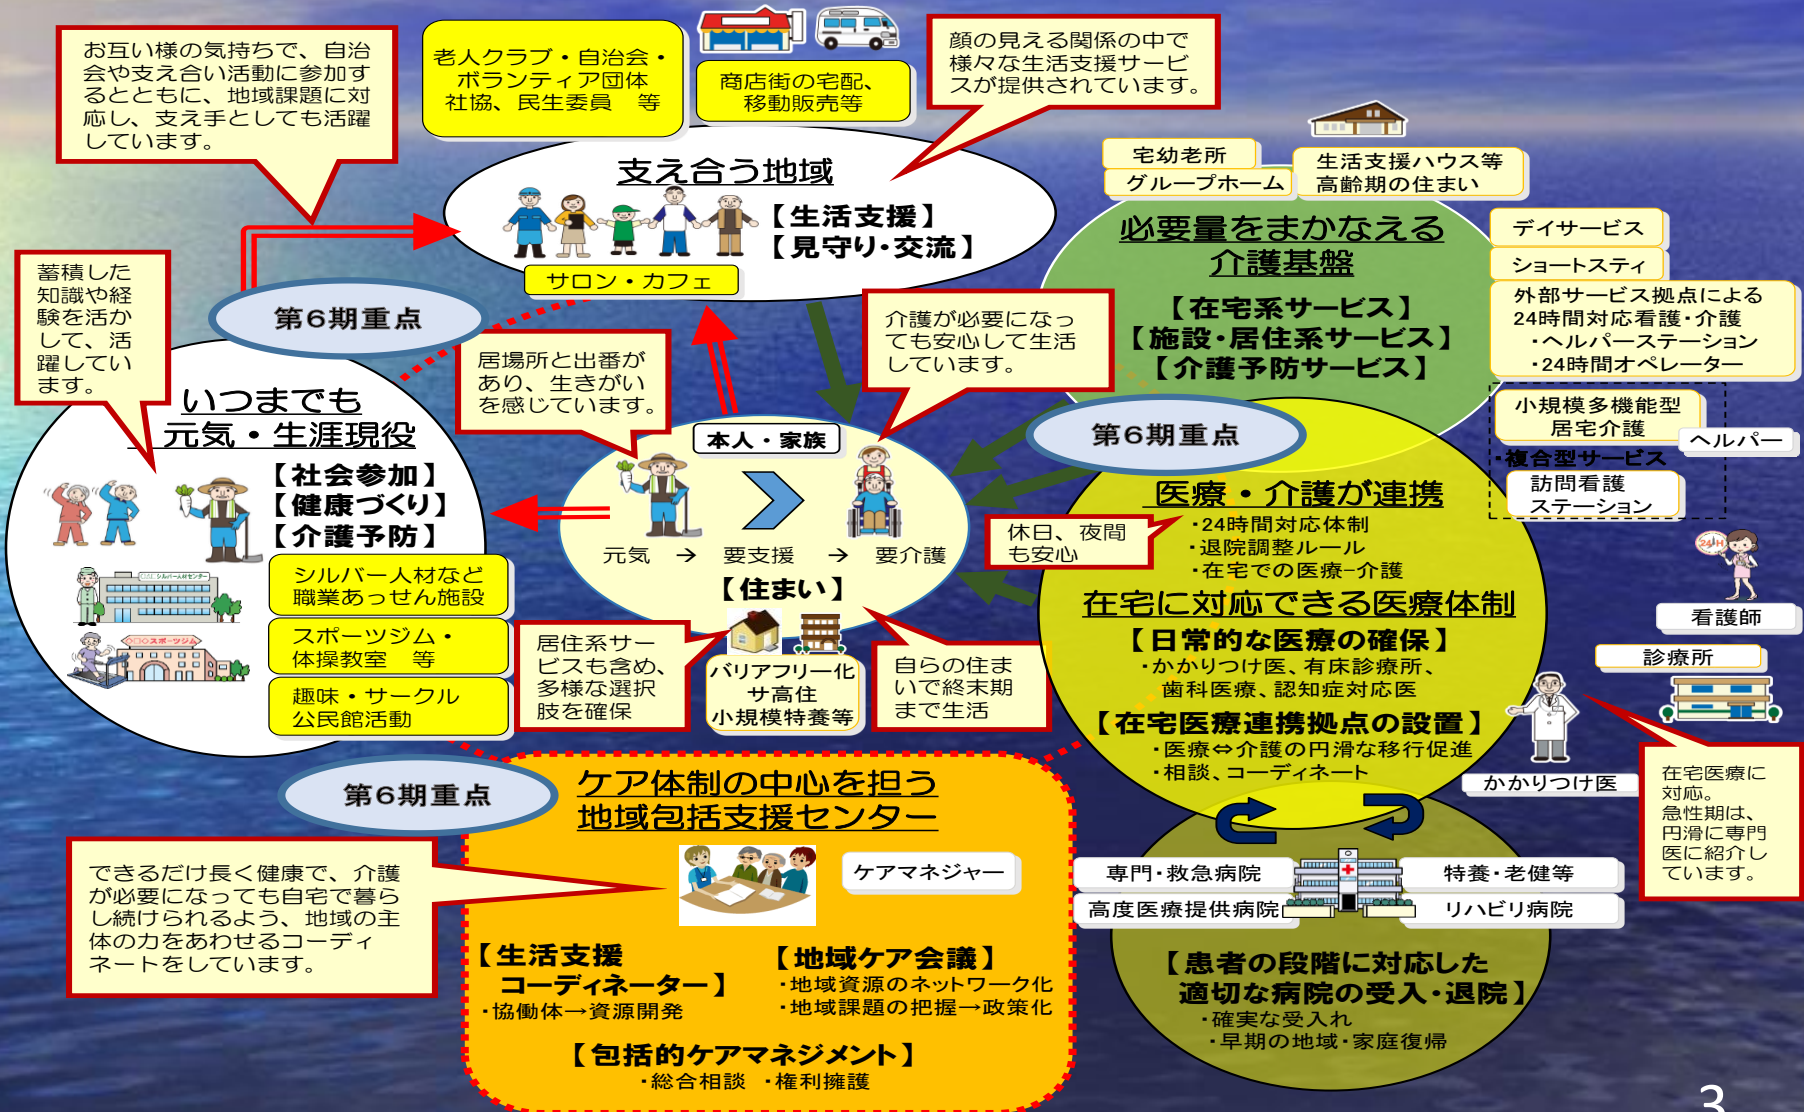 お互い様の気持ちで、自治
会や支え合い活動に参加す
るとともに、地域課題に対
応し、支え手としても活躍
しています。
老人クラブ・自治会・
ボランティア団体
社協、民生委員　等
商店街の宅配、
移動販売等
顔の見える関係の中で
様々な生活支援サービ
スが提供されています。
支え合う地域
【生活支援】
【見守り・交流】
サロン・カフェ
宅幼老所
グループホーム
生活支援ハウス等
高齢期の住まい
必要量をまかなえる
介護基盤
【在宅系サービス】
【施設・居住系サービス】
【介護予防サービス】
デイサービス
ショートスティ
外部サービス拠点による
24時間対応看護・介護
・ヘルパーステーション
・24時間オペレーター
小規模多機能型
居宅介護
ヘルパー
・複合型サービス
訪問看護
ステーション
蓄積した
知識や経
験を活か
して、活
躍してい
ます。
第6期重点
いつまでも
元気・生涯現役
【社会参加】
【健康づくり】
【介護予防】
シルバー人材など
職業あっせん施設
スポーツジム・
体操教室　等
趣味・サークル
公民館活動
シルバー人材センター
スポーツジム
居場所と出番が
あり、生きがい
を感じています。
介護が必要になっ
ても安心して生活
しています。
本人・家族
元気 → 要支援 → 要介護
【住まい】
居住系サー
ビスも含め、
多様な選択
肢を確保
バリアフリー化
サ高住
小規模特養等
自らの住ま
いで終末期
まで生活
第6期重点
医療・介護が連携
・24時間対応体制
・退院調整ルール
・在宅での医療-介護
休日、夜間
も安心
在宅に対応できる医療体制
【日常的な医療の確保】
・かかりつけ医、有床診療所、
歯科医療、認知症対応医
【在宅医療連携拠点の設置】
・医療⇔介護の円滑な移行促進
・相談、コーディネート
24H
看護師
診療所
かかりつけ医
在宅医療に
対応。
急性期は、
円滑に専門
医に紹介し
ています。
専門・救急病院
高度医療提供病院
特養・老健等
リハビリ病院
【患者の段階に対応した
適切な病院の受入・退院】
・確実な受入れ
・早期の地域・家庭復帰
第6期重点
ケア体制の中心を担う
地域包括支援センター
ケアマネジャー
できるだけ長く健康で、介護
が必要になっても自宅で暮ら
し続けられるよう、地域の主
体の力をあわせるコーディ
ネートをしています。
【生活支援
コーディネーター】
・協働体→資源開発
【地域ケア会議】
・地域資源のネットワーク化
・地域課題の把握→政策化
【包括的ケアマネジメント】
・総合相談　・権利擁護
3